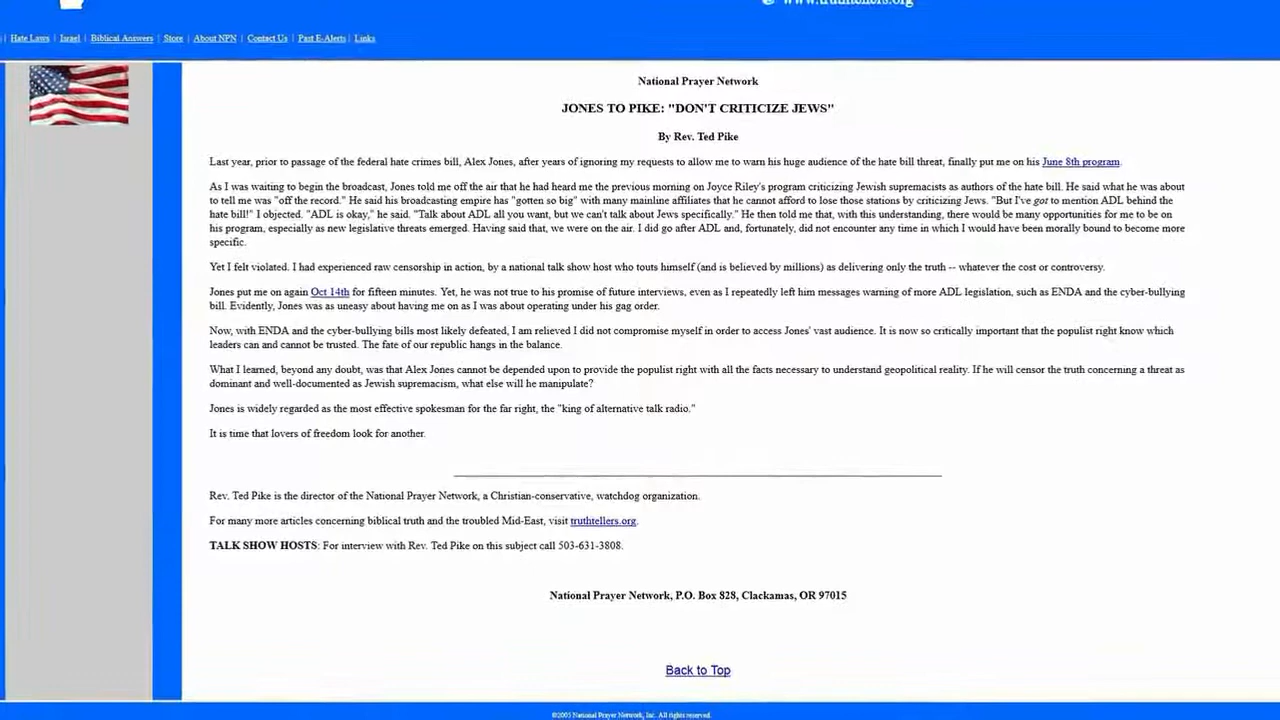 www.truthtellers.org
| Hate Laws | Israel | Biblical Answers | Store | About NPN | Contact Us | Past E-Alerts | Links
National Prayer Network
JONES TO PIKE: "DON'T CRITICIZE JEWS"
By Rev. Ted Pike
Last year, prior to passage of the federal hate crimes bill, Alex Jones, after years of ignoring my requests to allow me to warn his huge audience of the hate bill threat, finally put me on his June 8th program.
As I was waiting to begin the broadcast, Jones told me off the air that he had heard me the previous morning on Joyce Riley's program criticizing Jewish supremacists as authors of the hate bill. He said what he was about
to tell me was "off the record." He said his broadcasting empire has "gotten so big" with many mainline affiliates that he cannot afford to lose those stations by criticizing Jews. "But I've got to mention ADL behind the
hate bill!" I objected. "ADL is okay," he said. "Talk about ADL all you want, but we can't talk about Jews specifically." He then told me that, with this understanding, there would be many opportunities for me to be on
his program, especially as new legislative threats emerged. Having said that, we were on the air. I did go after ADL and, fortunately, did not encounter any time in which I would have been morally bound to become more
specific.
Yet I felt violated. I had experienced raw censorship in action, by a national talk show host who touts himself (and is believed by millions) as delivering only the truth -- whatever the cost or controversy.
Jones put me on again Oct 14th for fifteen minutes. Yet, he was not true to his promise of future interviews, even as I repeatedly left him messages warning of more ADL legislation, such as ENDA and the cyber-bullying
bill. Evidently, Jones was as uneasy about having me on as I was about operating under his gag order.
Now, with ENDA and the cyber-bullying bills most likely defeated, I am relieved I did not compromise myself in order to access Jones' vast audience. It is now so critically important that the populist right know which
leaders can and cannot be trusted. The fate of our republic hangs in the balance.
What I learned, beyond any doubt, was that Alex Jones cannot be depended upon to provide the populist right with all the facts necessary to understand geopolitical reality. If he will censor the truth concerning a threat as
dominant and well-documented as Jewish supremacism, what else will he manipulate?
Jones is widely regarded as the most effective spokesman for the far right, the "king of alternative talk radio."
It is time that lovers of freedom look for another.
Rev. Ted Pike is the director of the National Prayer Network, a Christian-conservative, watchdog organization.
For many more articles concerning biblical truth and the troubled Mid-East, visit truthtellers.org.
TALK SHOW HOSTS: For interview with Rev. Ted Pike on this subject call 503-631-3808.
National Prayer Network, P.O. Box 828, Clackamas, OR 97015
Back to Top
©2005 National Prayer Network, Inc. All rights reserved.